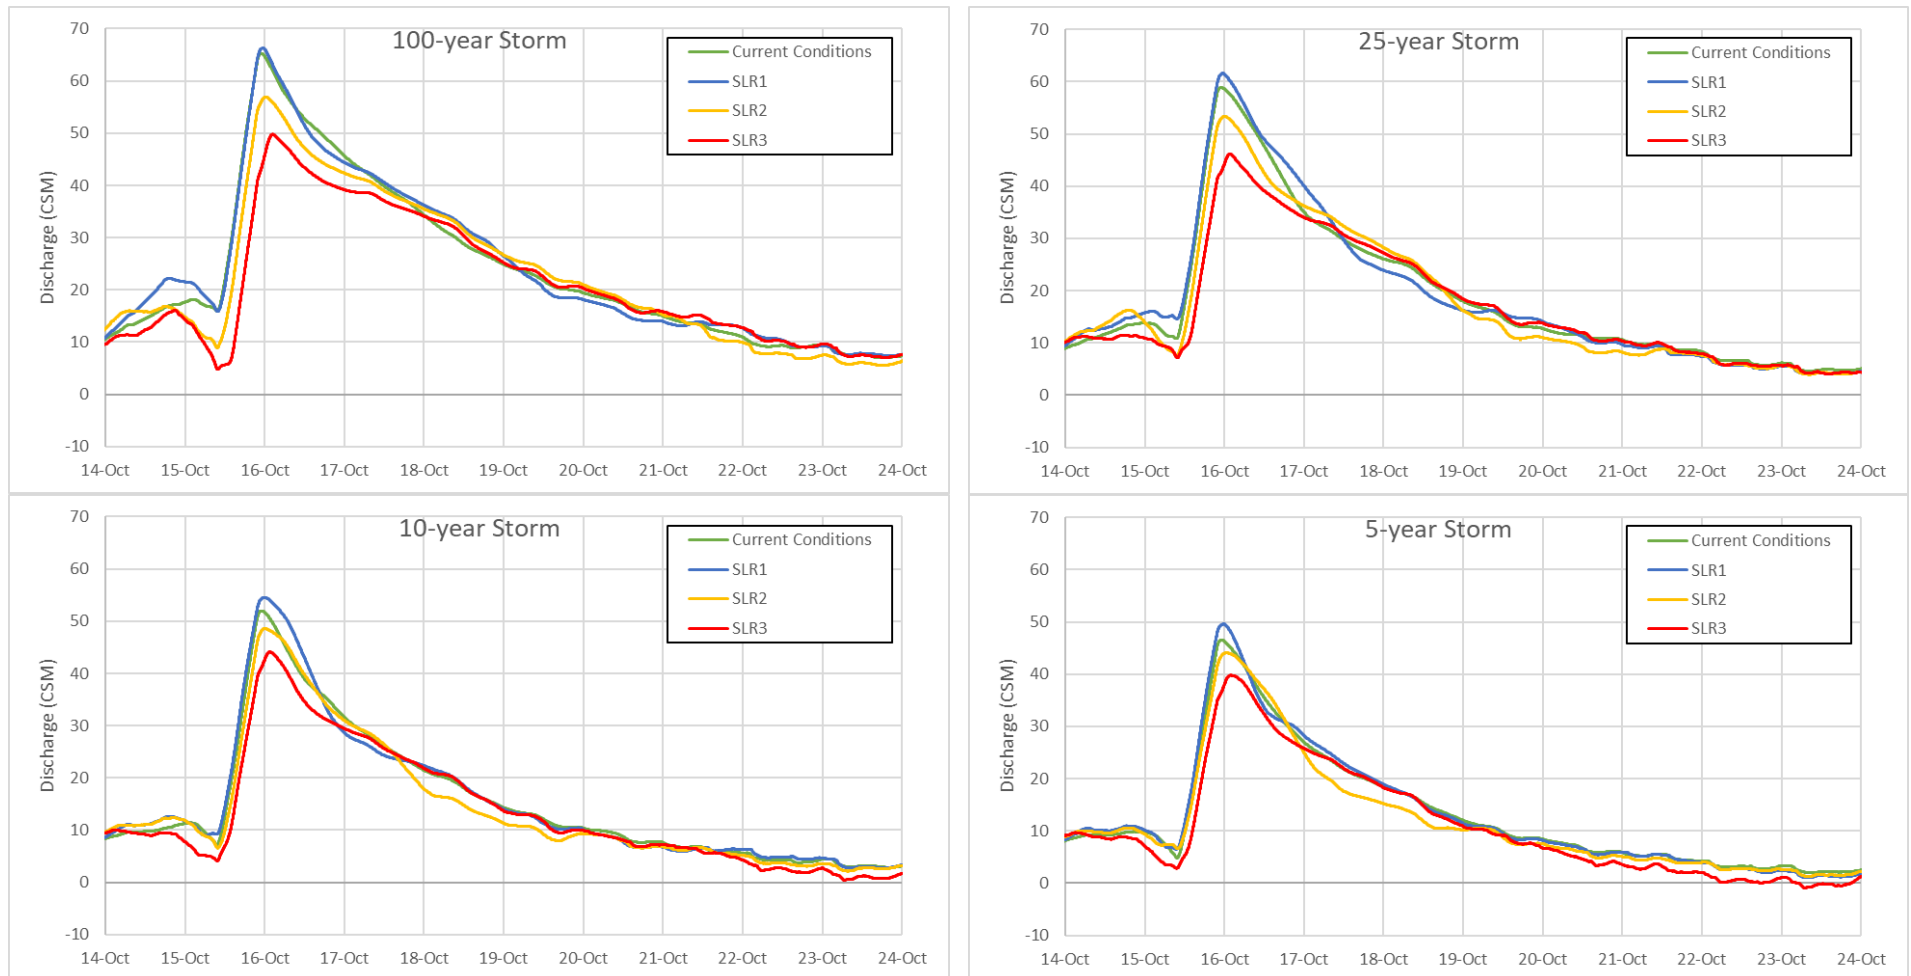 100-year Storm
Current Conditions
SLR1
SLR2
SLR3
Discharge (CSM)
70
60
50
40
30
20
10
0
-10
14-Oct 15-Oct 16-Oct 17-Oct 18-Oct 19-Oct 20-Oct 21-Oct 22-Oct 23-Oct 24-Oct
25-year Storm
Current Conditions
SLR1
SLR2
SLR3
Discharge (CSM)
70
60
50
40
30
20
10
0
-10
14-Oct 15-Oct 16-Oct 17-Oct 18-Oct 19-Oct 20-Oct 21-Oct 22-Oct 23-Oct 24-Oct
10-year Storm
Current Conditions
SLR1
SLR2
SLR3
Discharge (CSM)
70
60
50
40
30
20
10
0
-10
14-Oct 15-Oct 16-Oct 17-Oct 18-Oct 19-Oct 20-Oct 21-Oct 22-Oct 23-Oct 24-Oct
5-year Storm
Current Conditions
SLR1
SLR2
SLR3
Discharge (CSM)
70
60
50
40
30
20
10
0
-10
14-Oct 15-Oct 16-Oct 17-Oct 18-Oct 19-Oct 20-Oct 21-Oct 22-Oct 23-Oct 24-Oct